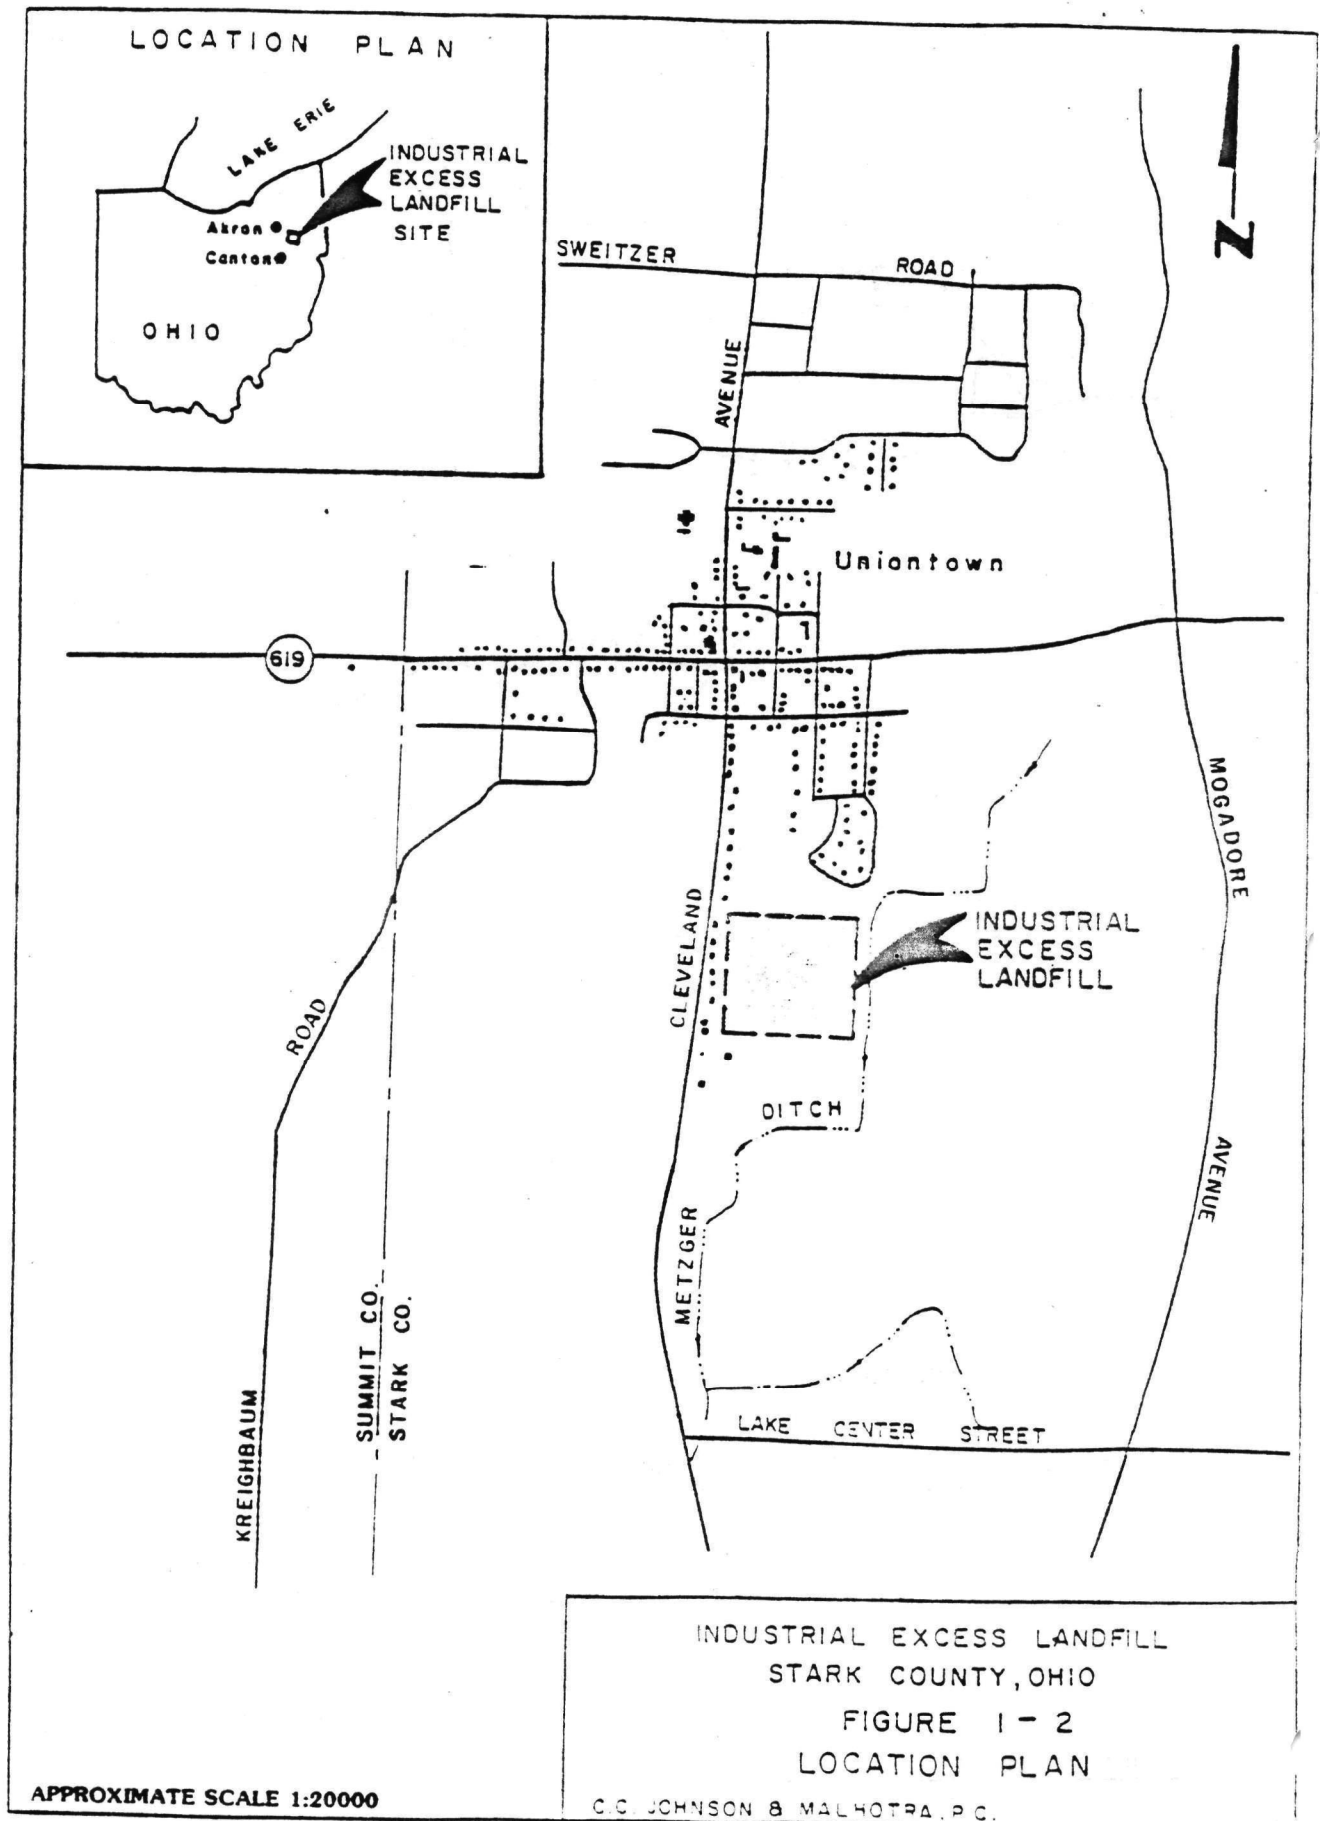 LOCATION PLAN
LAKE ERIE
INDUSTRIAL
EXCESS
LANDFILL
SITE
Akron
Canton
OHIO
N
SWEITZER ROAD
AVENUE
Uniontown
619
MOGADORE
CLEVELAND
INDUSTRIAL
EXCESS
LANDFILL
ROAD
DITCH
AVENUE
METZGER
SUMMIT CO.
STARK CO.
KREIGHBAUM
LAKE CENTER STREET
INDUSTRIAL EXCESS LANDFILL
STARK COUNTY, OHIO
FIGURE 1-2
LOCATION PLAN
APPROXIMATE SCALE 1:20000
C.C. JOHNSON & MALHOTRA, P.C.